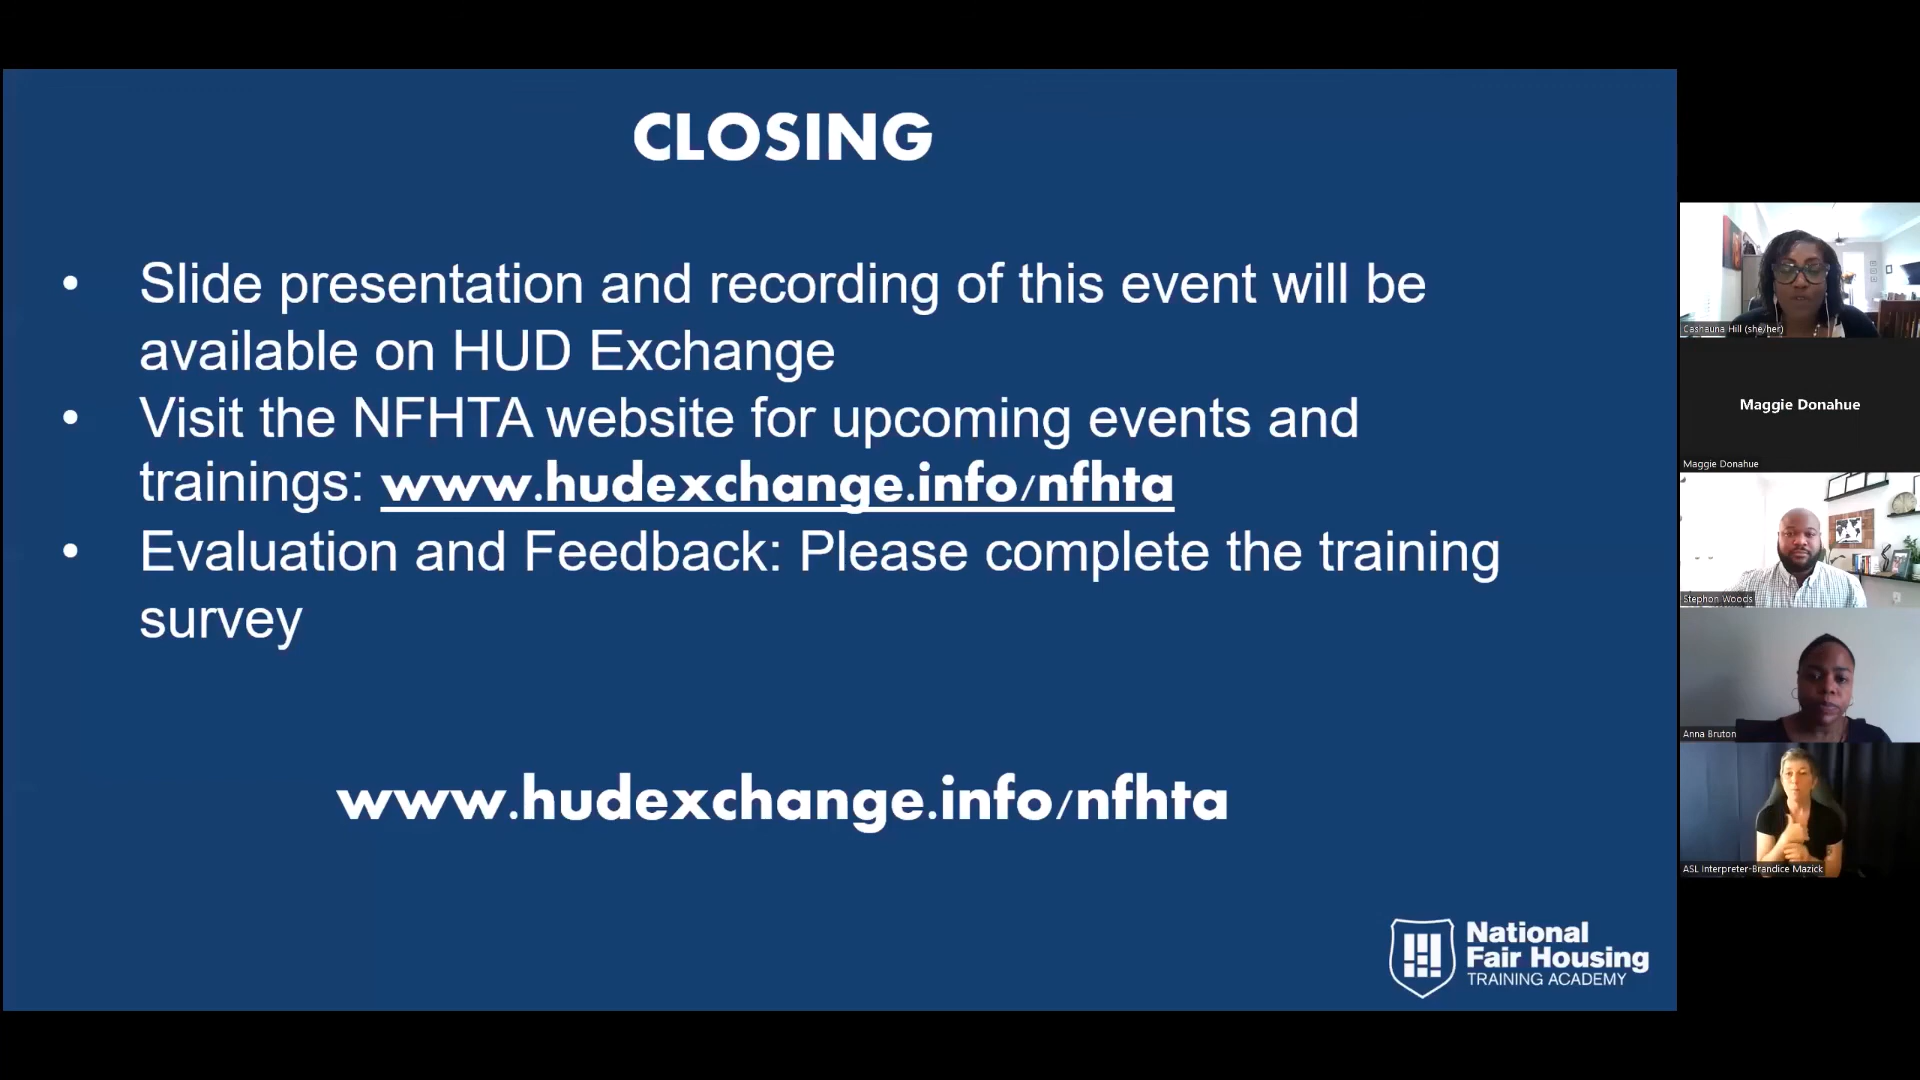 CLOSING
• Slide presentation and recording of this event will be
available on HUD Exchange
• Visit the NFHTA website for upcoming events and
trainings: www.hudexchange.info/nfhta
• Evaluation and Feedback: Please complete the training
survey
www.hudexchange.info/nfhta
National
Fair Housing
TRAINING ACADEMY
Cashauna Hill (she/her)
Maggie Donahue
Maggie Donahue
Stephon Woods
Anna Bruton
ASL Interpreter-Brandice Mazick